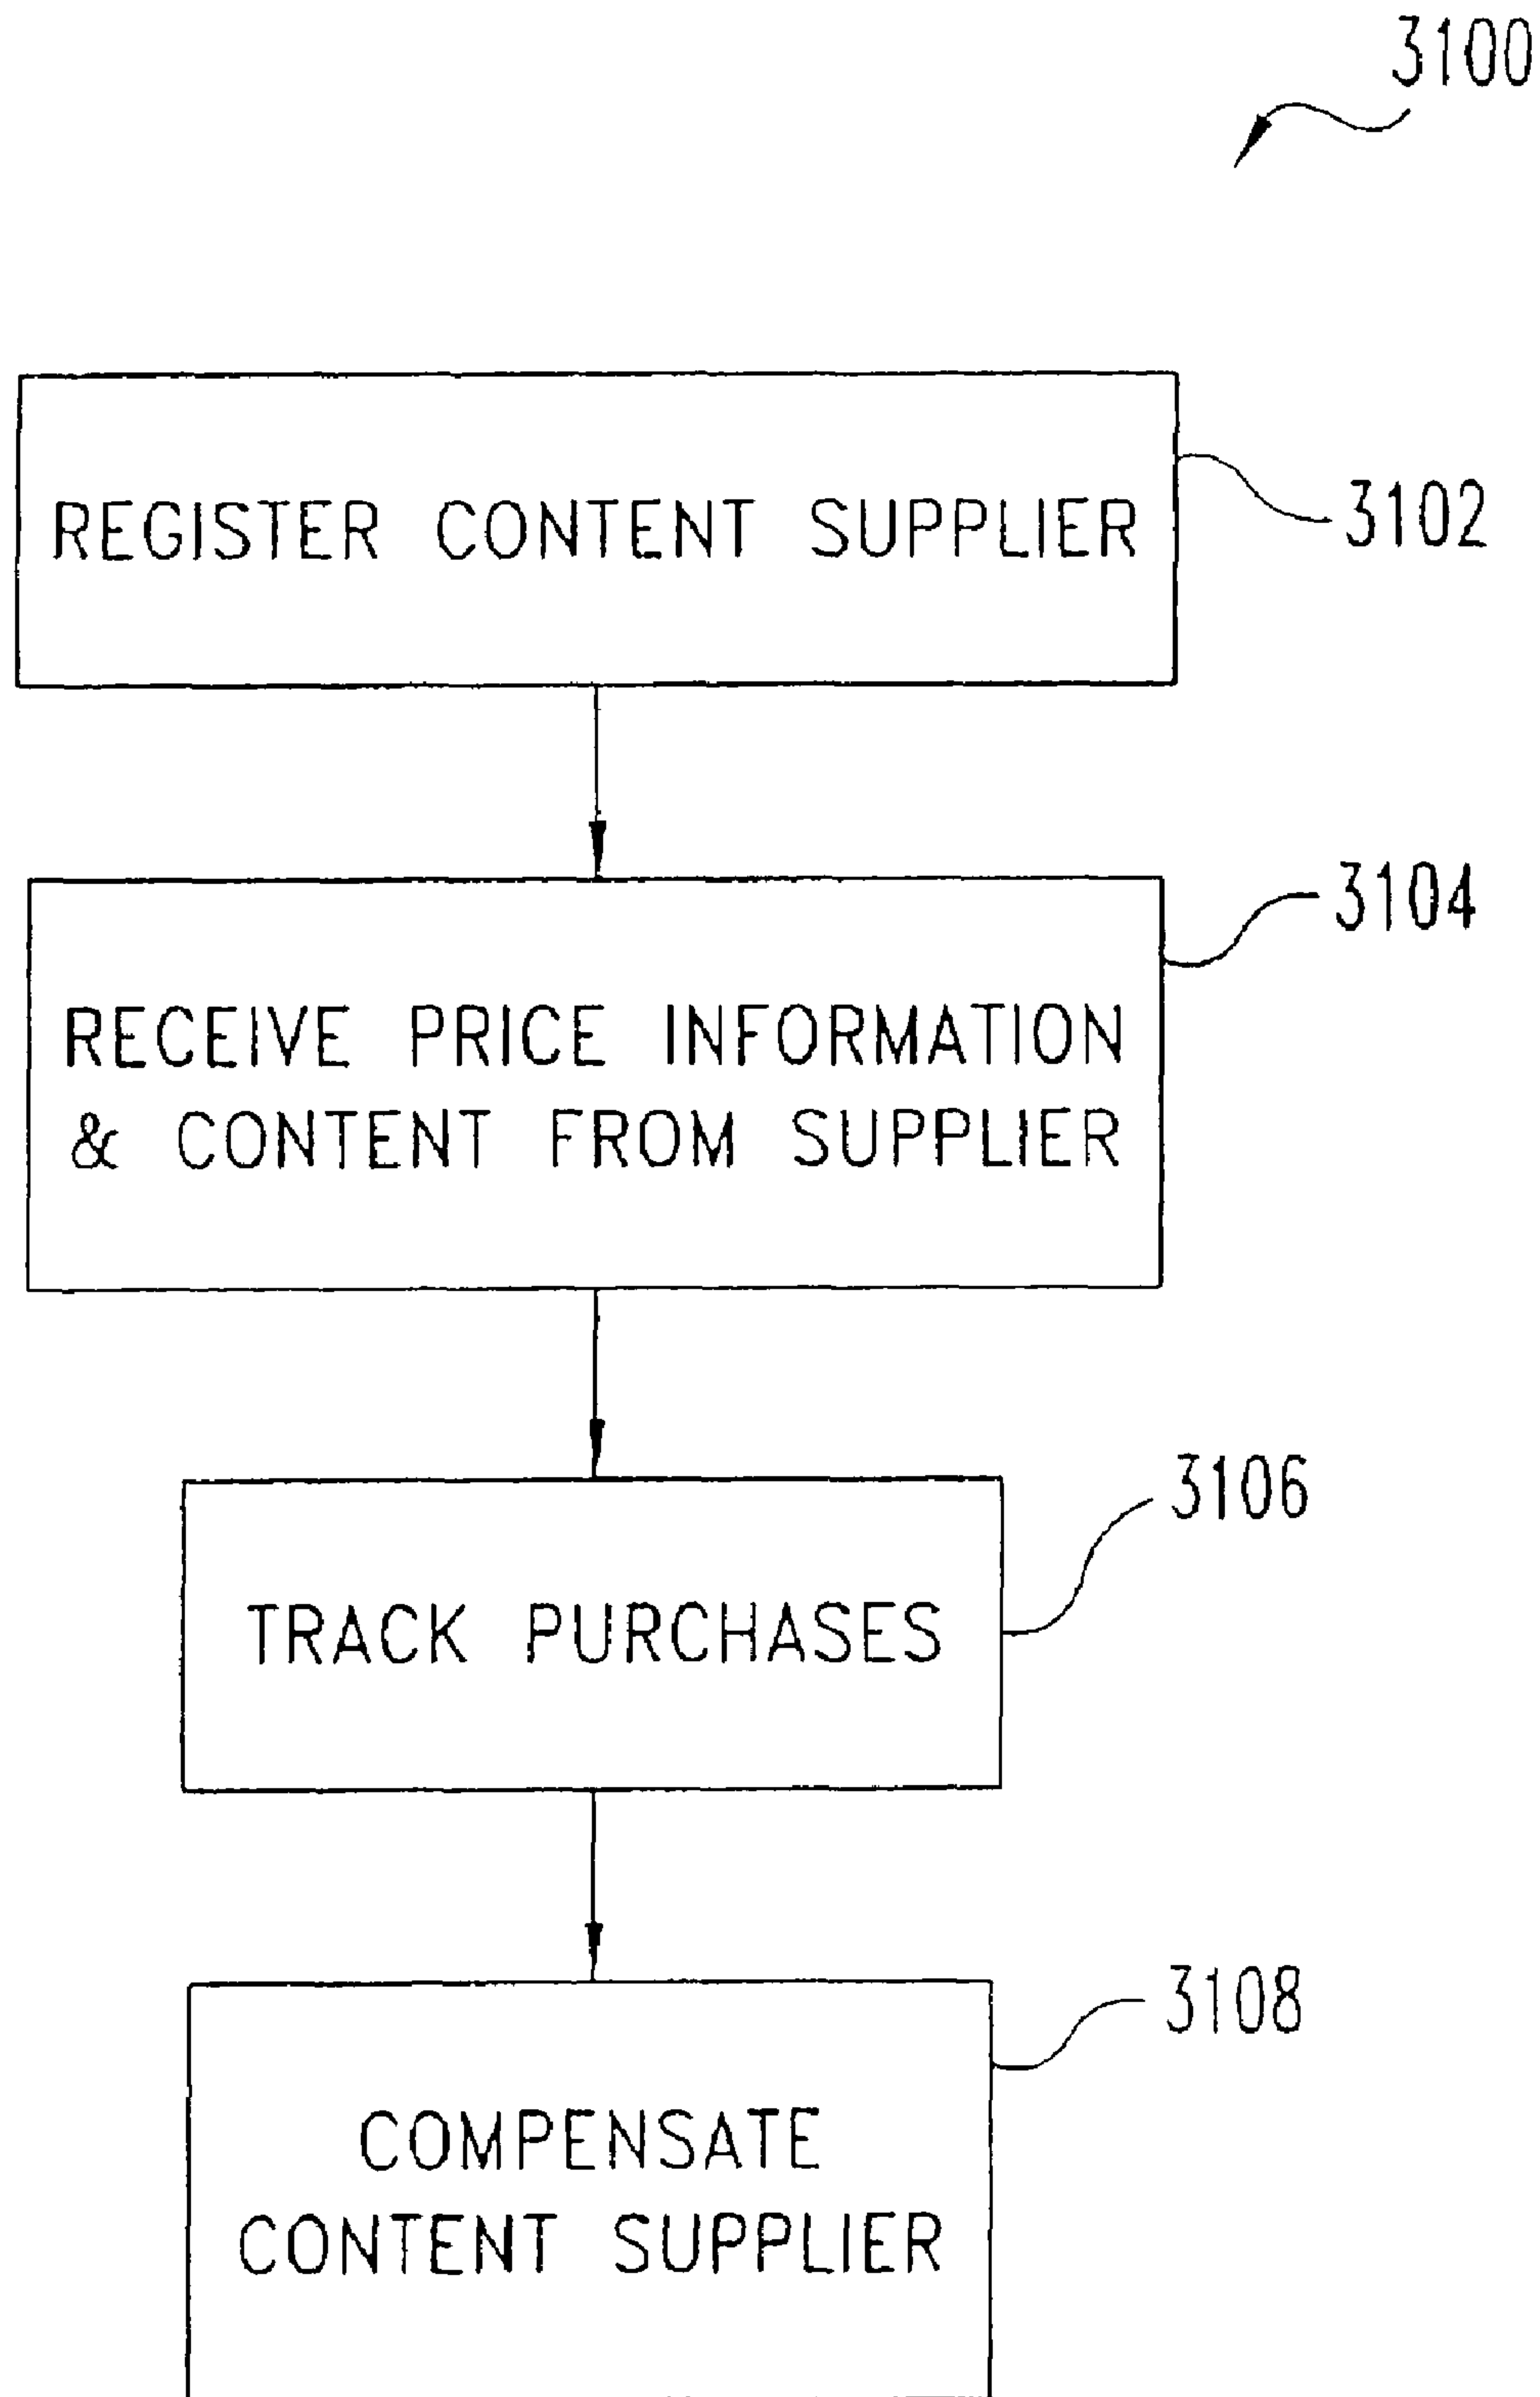 3100
REGISTER CONTENT SUPPLIER
3102
3104
RECEIVE PRICE INFORMATION
& CONTENT FROM SUPPLIER
3106
TRACK PURCHASES
3108
COMPENSATE
CONTENT SUPPLIER